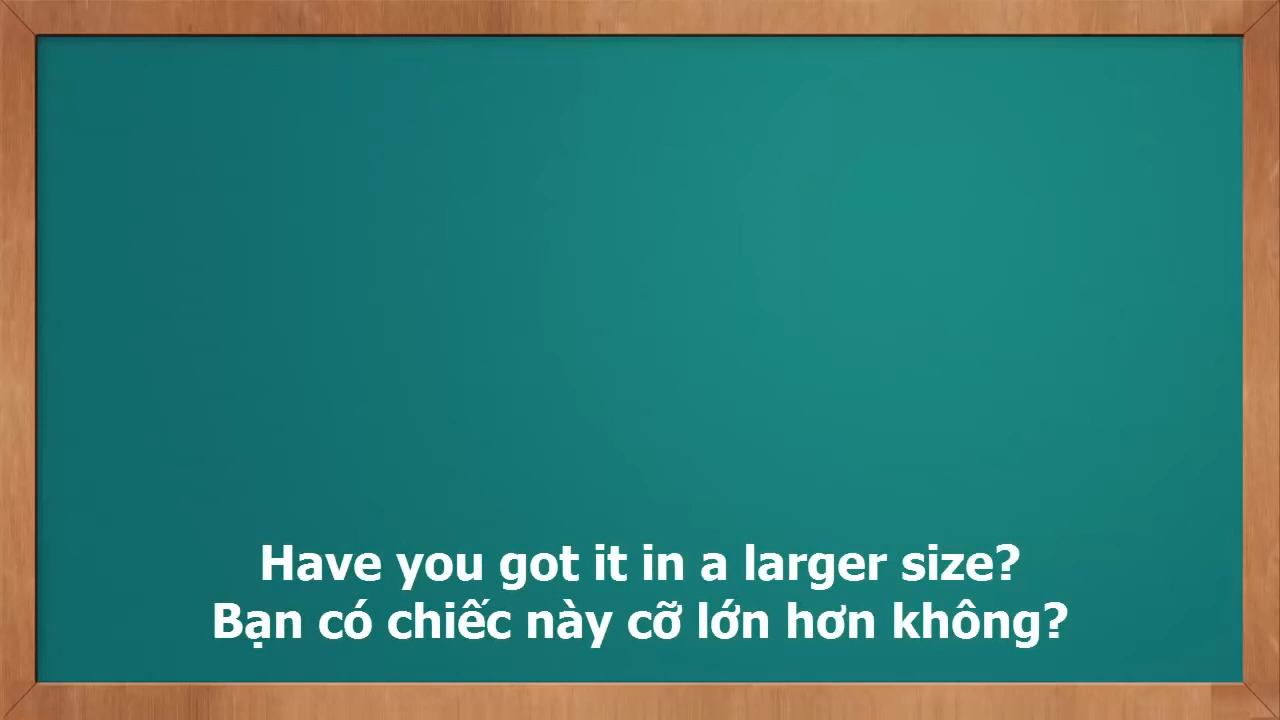 Have you got it in a larger size?
Bạn có chiếc này cỡ lớn hơn không?